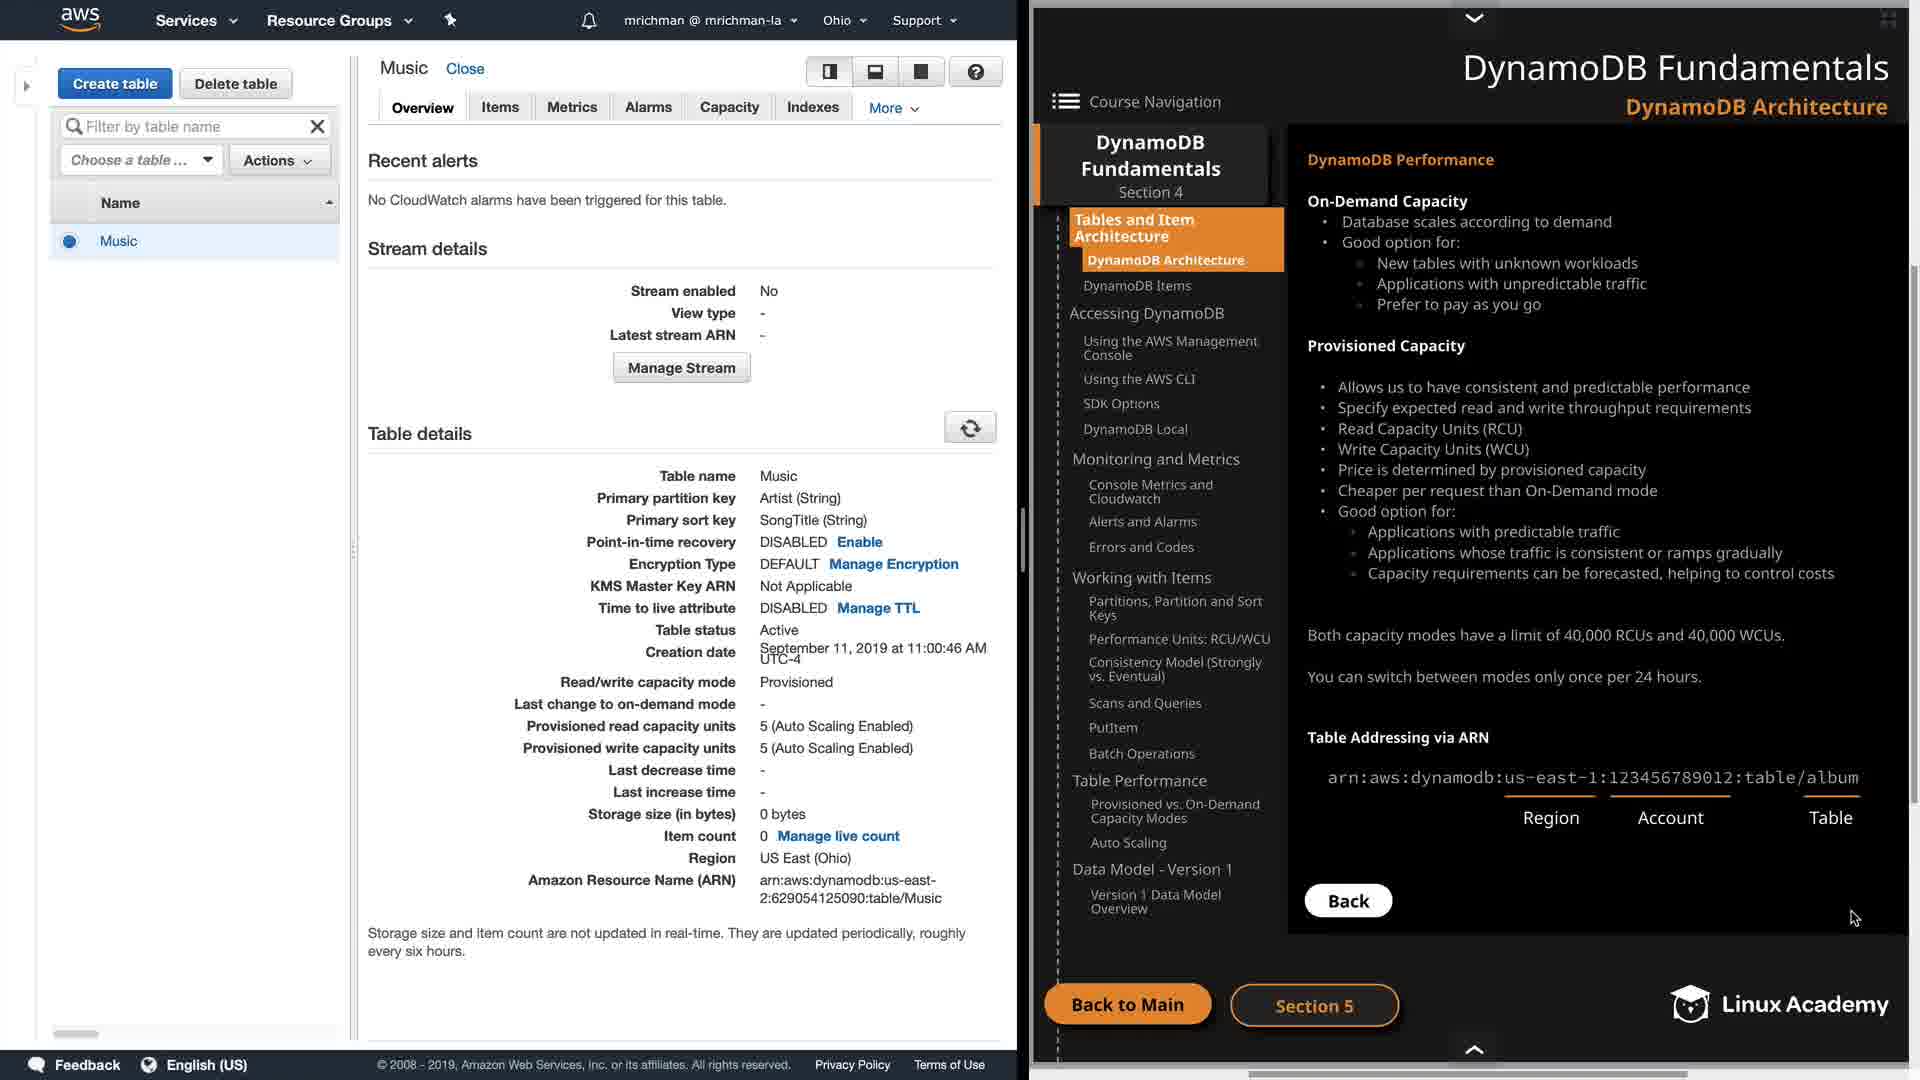 aws
Services
Resource Groups
mrichman @ mrichman-la
Ohio
Support
Create table
Delete table
Filter by table name
Choose a table ...
Actions
Name
Music
Music
Close
Overview
Items
Metrics
Alarms
Capacity
Indexes
More
Recent alerts
No CloudWatch alarms have been triggered for this table.
Stream details
Stream enabled No
View type -
Latest stream ARN -
Manage Stream
Table details
Table name Music
Primary partition key Artist (String)
Primary sort key SongTitle (String)
Point-in-time recovery DISABLED Enable
Encryption Type DEFAULT Manage Encryption
KMS Master Key ARN Not Applicable
Time to live attribute DISABLED Manage TTL
Table status Active
Creation date September 11, 2019 at 11:00:46 AM
UTC-4
Read/write capacity mode Provisioned
Last change to on-demand mode -
Provisioned read capacity units 5 (Auto Scaling Enabled)
Provisioned write capacity units 5 (Auto Scaling Enabled)
Last decrease time -
Last increase time -
Storage size (in bytes) 0 bytes
Item count 0 Manage live count
Region US East (Ohio)
Amazon Resource Name (ARN) arn:aws:dynamodb:us-east-
2:629054125090:table/Music
Storage size and item count are not updated in real-time. They are updated periodically, roughly
every six hours.
Feedback
English (US)
© 2008 - 2019, Amazon Web Services, Inc. or its affiliates. All rights reserved.
Privacy Policy
Terms of Use
DynamoDB Fundamentals
DynamoDB Architecture
Course Navigation
DynamoDB
Fundamentals
Section 4
Tables and Item
Architecture
DynamoDB Architecture
DynamoDB Items
Accessing DynamoDB
Using the AWS Management
Console
Using the AWS CLI
SDK Options
DynamoDB Local
Monitoring and Metrics
Console Metrics and
Cloudwatch
Alerts and Alarms
Errors and Codes
Working with Items
Partitions, Partition and Sort
Keys
Performance Units: RCU/WCU
Consistency Model (Strongly
vs. Eventual)
Scans and Queries
PutItem
Batch Operations
Table Performance
Provisioned vs. On-Demand
Capacity Modes
Auto Scaling
Data Model - Version 1
Version 1 Data Model
Overview
DynamoDB Performance
On-Demand Capacity
• Database scales according to demand
• Good option for:
◦ New tables with unknown workloads
◦ Applications with unpredictable traffic
◦ Prefer to pay as you go
Provisioned Capacity
• Allows us to have consistent and predictable performance
• Specify expected read and write throughput requirements
• Read Capacity Units (RCU)
• Write Capacity Units (WCU)
• Price is determined by provisioned capacity
• Cheaper per request than On-Demand mode
• Good option for:
◦ Applications with predictable traffic
◦ Applications whose traffic is consistent or ramps gradually
◦ Capacity requirements can be forecasted, helping to control costs
Both capacity modes have a limit of 40,000 RCUs and 40,000 WCUs.
You can switch between modes only once per 24 hours.
Table Addressing via ARN
arn:aws:dynamodb:us-east-1:123456789012:table/album
Region Account Table
Back
Back to Main
Section 5
Linux Academy